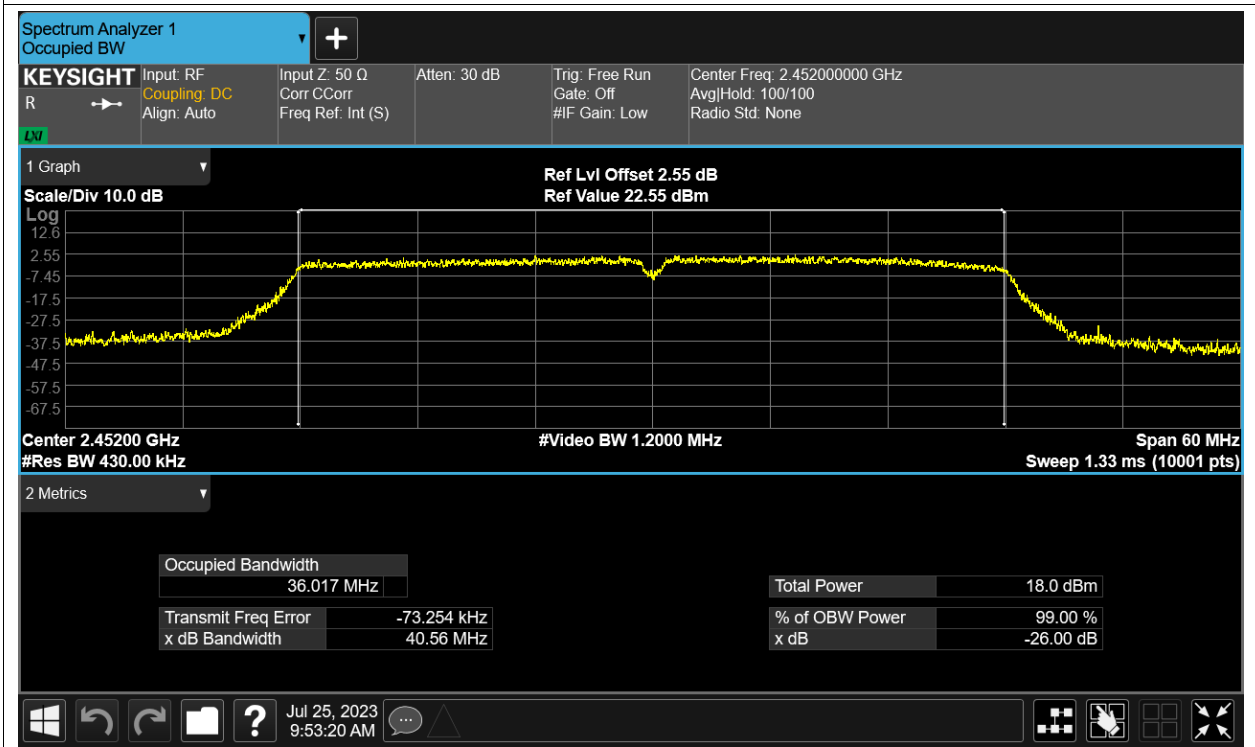 Spectrum Analyzer 1
Occupied BW
KEYSIGHT
R
LXI
Input: RF
Coupling: DC
Align: Auto
Input Z: 50 Ω
Corr CCorr
Freq Ref: Int (S)
Atten: 30 dB
Trig: Free Run
Gate: Off
#IF Gain: Low
Center Freq: 2.452000000 GHz
Avg|Hold: 100/100
Radio Std: None
1 Graph
Scale/Div 10.0 dB
Ref Lvl Offset 2.55 dB
Ref Value 22.55 dBm
Log
12.6
2.55
-7.45
-17.5
-27.5
-37.5
-47.5
-57.5
-67.5
Center 2.45200 GHz
#Res BW 430.00 kHz
#Video BW 1.2000 MHz
Span 60 MHz
Sweep 1.33 ms (10001 pts)
2 Metrics
Occupied Bandwidth
36.017 MHz
Transmit Freq Error -73.254 kHz
x dB Bandwidth 40.56 MHz
Total Power 18.0 dBm
% of OBW Power 99.00 %
x dB -26.00 dB
?
Jul 25, 2023
9:53:20 AM